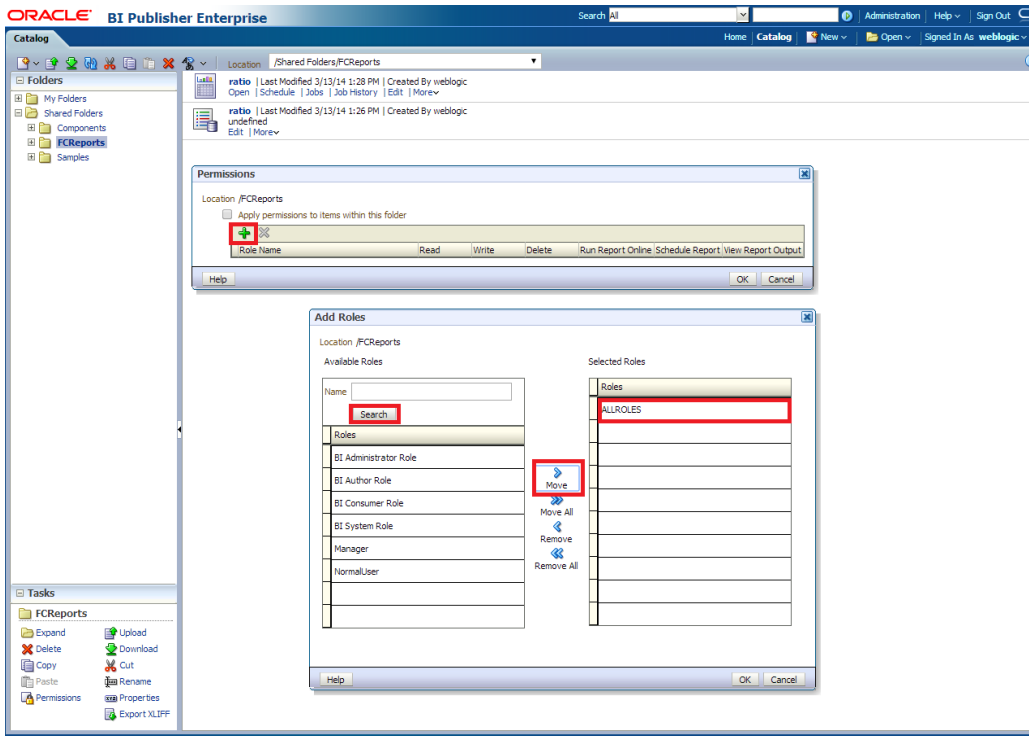 ORACLE BI Publisher Enterprise Search All Administration Help Sign Out
Catalog Home Catalog New Open Signed In As weblogic
Location /Shared Folders/FCReports
Folders
My Folders
Shared Folders
Components
FCReports
Samples
ratio | Last Modified 3/13/14 1:28 PM | Created By weblogic
Open | Schedule | Jobs | Job History | Edit | More
ratio | Last Modified 3/13/14 1:26 PM | Created By weblogic
undefined
Edit | More
Permissions
Location /FCReports
Apply permissions to items within this folder
Role Name Read Write Delete Run Report Online Schedule Report View Report Output
Help OK Cancel
Add Roles
Location /FCReports
Available Roles Selected Roles
Name
Search
Roles
BI Administrator Role
BI Author Role
BI Consumer Role
BI System Role
Manager
NormalUser
Move
Move All
Remove
Remove All
Roles
ALLROLES
Help OK Cancel
Tasks
FCReports
Expand Upload
Delete Download
Copy Cut
Paste Rename
Permissions Properties
Export XLIFF